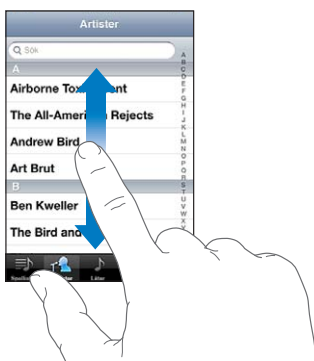 Artister
Sök
A
Airborne Tox
The All-American Rejects
Andrew Bird
Art Brut
B
Ben Kweller
The Bird and
Låtar
A
B
C
D
E
F
G
H
I
J
K
L
M
N
O
P
Q
R
S
T
U
V
W
X